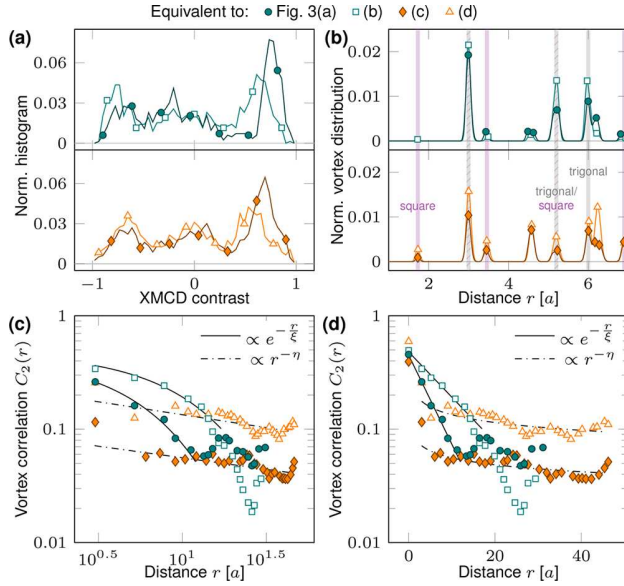 Equivalent to: Fig. 3(a) (b) (c) (d)
(a)
Norm. histogram
0.06
0.03
0
0.06
0.03
0
−1 0 1
XMCD contrast
(b)
Norm. vortex distribution
0.02
0.01
0
0.02
0.01
0
trigonal
square
trigonal/
square
2 4 6
Distance r [a]
(c)
Vortex correlation C₂(r)
∝ e^{−r/ξ}
∝ r^{−η}
1
0.1
0.01
10^{0.5} 10^{1} 10^{1.5}
Distance r [a]
(d)
Vortex correlation C₂(r)
∝ e^{−r/ξ}
∝ r^{−η}
1
0.1
0.01
0 20 40
Distance r [a]